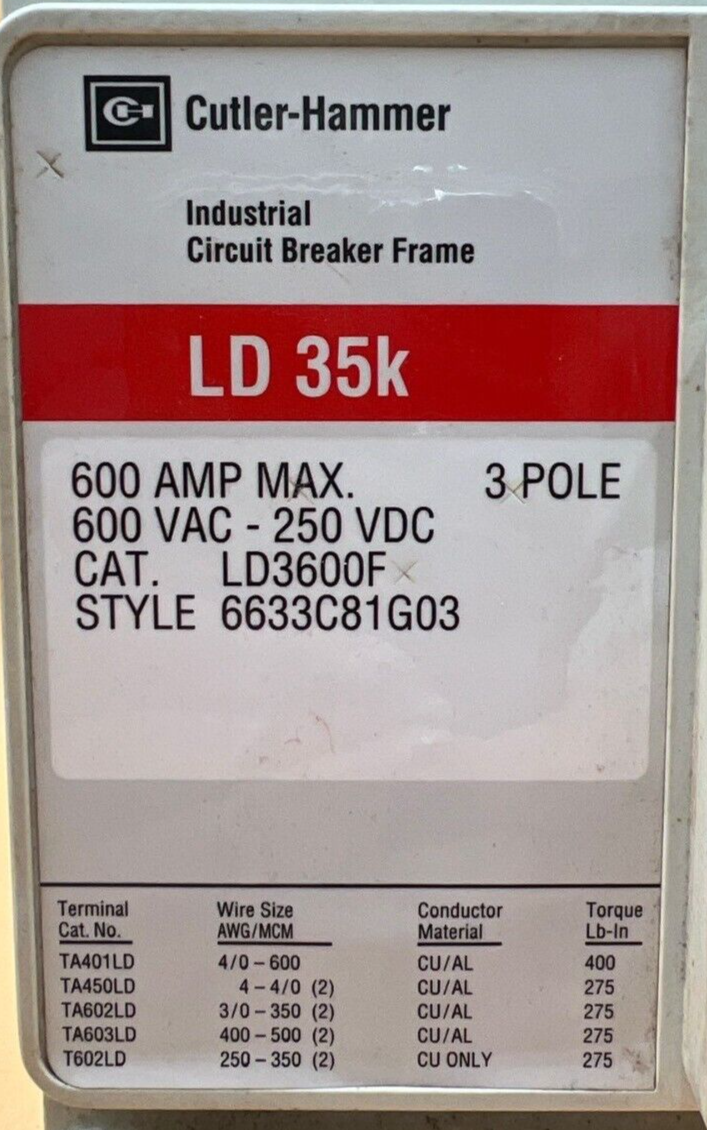 CH Cutler-Hammer
Industrial
Circuit Breaker Frame
LD 35k
600 AMP MAX. 3 POLE
600 VAC - 250 VDC
CAT. LD3600F
STYLE 6633C81G03
Terminal Wire Size Conductor Torque
Cat. No. AWG/MCM Material Lb-In
TA401LD 4/0 – 600 CU/AL 400
TA450LD 4 – 4/0 (2) CU/AL 275
TA602LD 3/0 – 350 (2) CU/AL 275
TA603LD 400 – 500 (2) CU/AL 275
T602LD 250 – 350 (2) CU ONLY 275